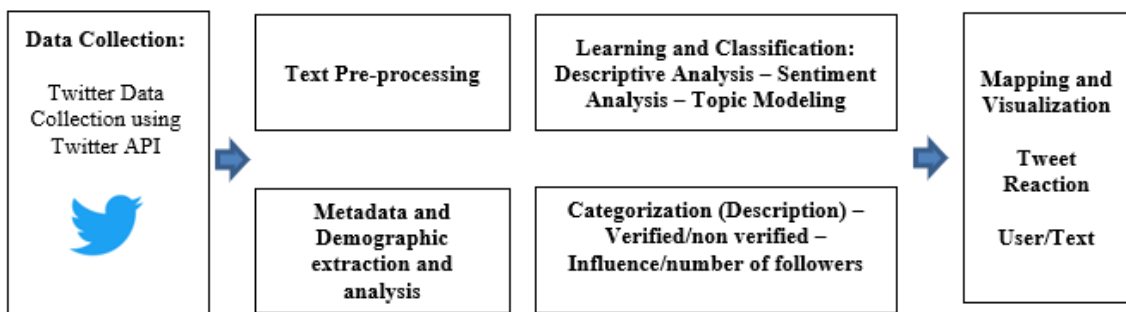 Data Collection:
Twitter Data
Collection using
Twitter API
Text Pre-processing
Learning and Classification:
Descriptive Analysis – Sentiment
Analysis – Topic Modeling
Metadata and
Demographic
extraction and
analysis
Categorization (Description) –
Verified/non verified –
Influence/number of followers
Mapping and
Visualization
Tweet
Reaction
User/Text